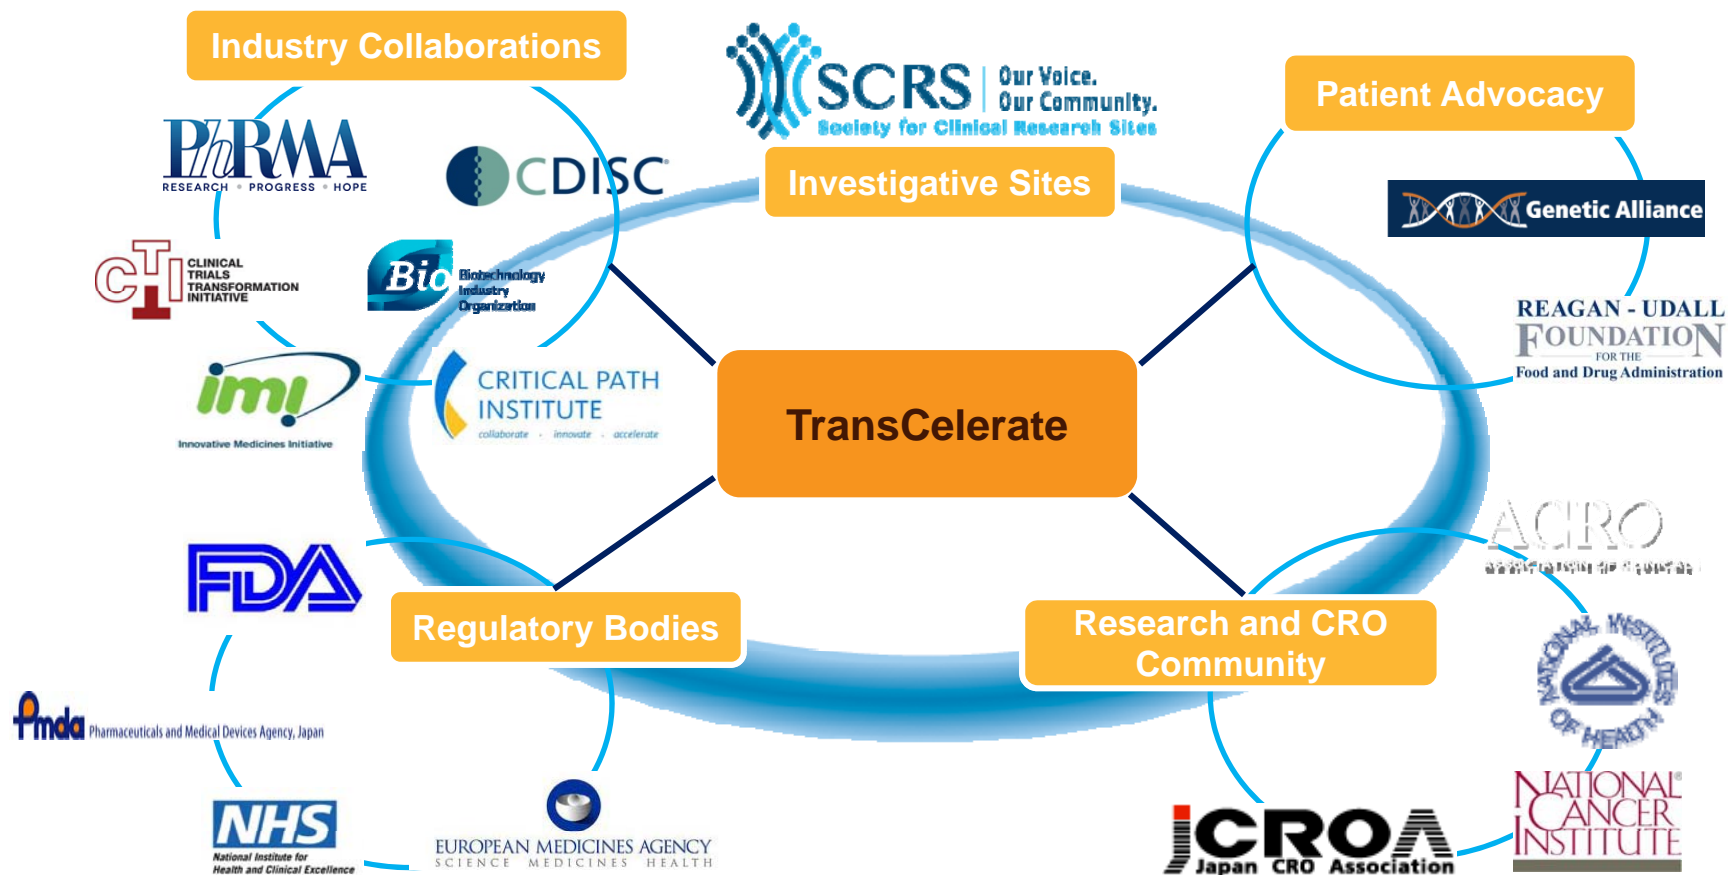 Industry Collaborations
PhRMA
RESEARCH • PROGRESS • HOPE
CDISC
CTTI
CLINICAL
TRIALS
TRANSFORMATION
INITIATIVE
Bio
Biotechnology
Industry
Organization
imi
Innovative Medicines Initiative
CRITICAL PATH
INSTITUTE
collaborate · innovate · accelerate
SCRS
Our Voice.
Our Community.
Society for Clinical Research Sites
Investigative Sites
Patient Advocacy
Genetic Alliance
REAGAN - UDALL
FOUNDATION
FOR THE
Food and Drug Administration
TransCelerate
FDA
Regulatory Bodies
Pmda Pharmaceuticals and Medical Devices Agency, Japan
NHS
National Institute for
Health and Clinical Excellence
EUROPEAN MEDICINES AGENCY
SCIENCE MEDICINES HEALTH
Research and CRO
Community
ACRO
ASSOCIATION OF CLINICAL
NATIONAL INSTITUTES
OF HEALTH
NATIONAL
CANCER
INSTITUTE®
jCROA
Japan CRO Association